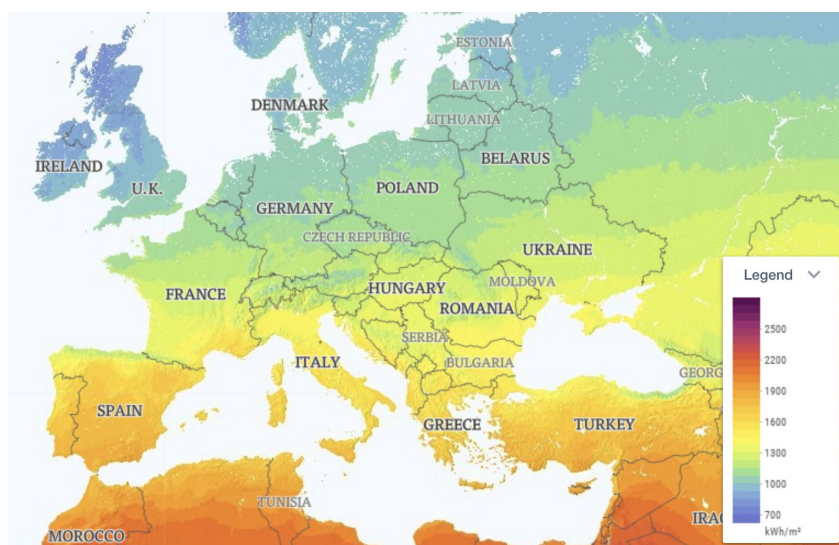 ESTONIA
LATVIA
DENMARK
LITHUANIA
IRELAND
BELARUS
U.K.
POLAND
GERMANY
CZECH REPUBLIC
UKRAINE
Legend
MOLDOVA
HUNGARY
FRANCE
ROMANIA
2500
SERBIA
2200
ITALY
BULGARIA
GEORG
1900
SPAIN
1600
GREECE
TURKEY
1300
1000
TUNISIA
700
IRAQ
kWh/m²
MOROCCO